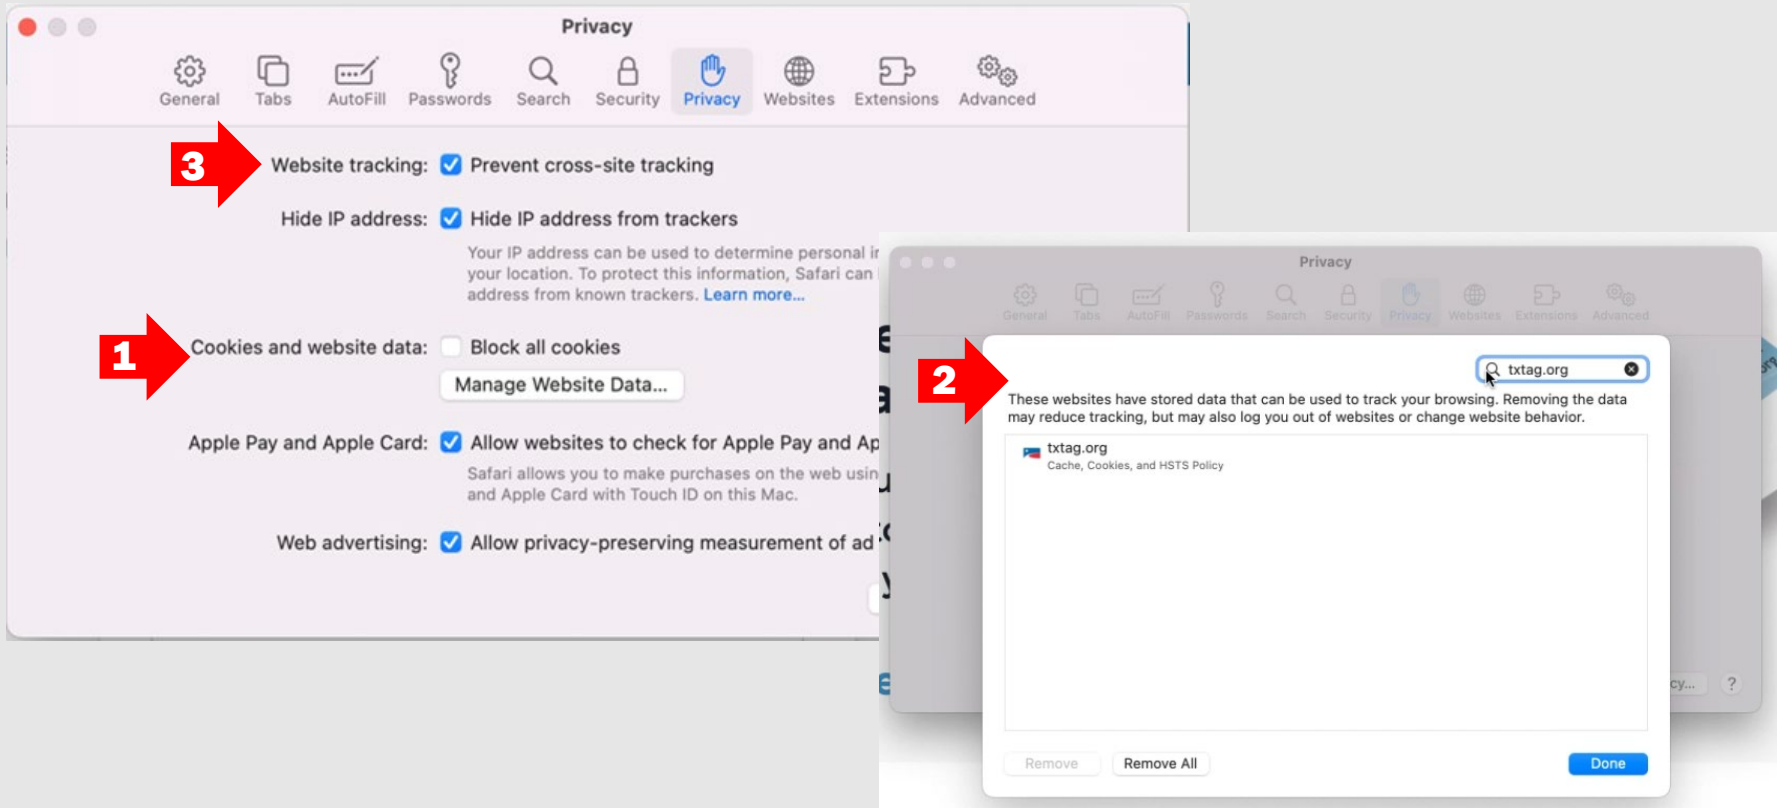 Privacy
General Tabs AutoFill Passwords Search Security Privacy Websites Extensions Advanced
3
Website tracking: Prevent cross-site tracking
Hide IP address: Hide IP address from trackers
Your IP address can be used to determine personal
your location. To protect this information, Safari can
address from known trackers. Learn more...
1
Cookies and website data: Block all cookies
Manage Website Data...
Apple Pay and Apple Card: Allow websites to check for Apple Pay and Ap
Safari allows you to make purchases on the web usin
and Apple Card with Touch ID on this Mac.
Web advertising: Allow privacy-preserving measurement of ad
Privacy
General Tabs AutoFill Passwords Search Security Privacy Websites Extensions Advanced
2
txtag.org
These websites have stored data that can be used to track your browsing. Removing the data
may reduce tracking, but may also log you out of websites or change website behavior.
txtag.org
Cache, Cookies, and HSTS Policy
cy... ?
Remove Remove All Done